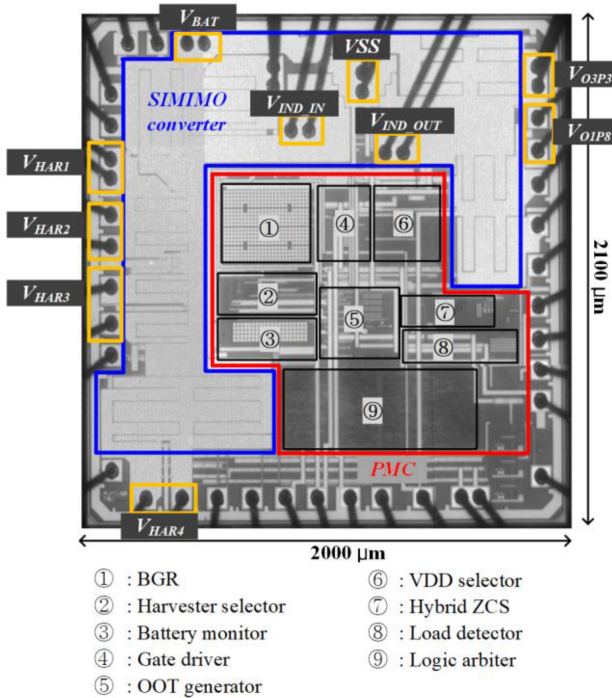 V_BAT
VSS
V_O3P3
SIMIMO
converter
V_IND_IN
V_IND_OUT
V_O1P8
V_HAR1
V_HAR2
V_HAR3
①
④
⑥
②
③
⑤
⑦
⑧
⑨
PMC
V_HAR4
2100 μm
2000 μm
① : BGR
② : Harvester selector
③ : Battery monitor
④ : Gate driver
⑤ : OOT generator
⑥ : VDD selector
⑦ : Hybrid ZCS
⑧ : Load detector
⑨ : Logic arbiter